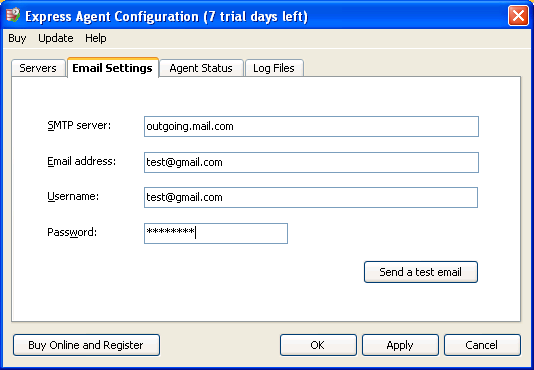 Express Agent Configuration (7 trial days left)
Buy Update Help
Servers Email Settings Agent Status Log Files
SMTP server: outgoing.mail.com
Email address: test@gmail.com
Username: test@gmail.com
Password: ********
Send a test email
Buy Online and Register OK Apply Cancel